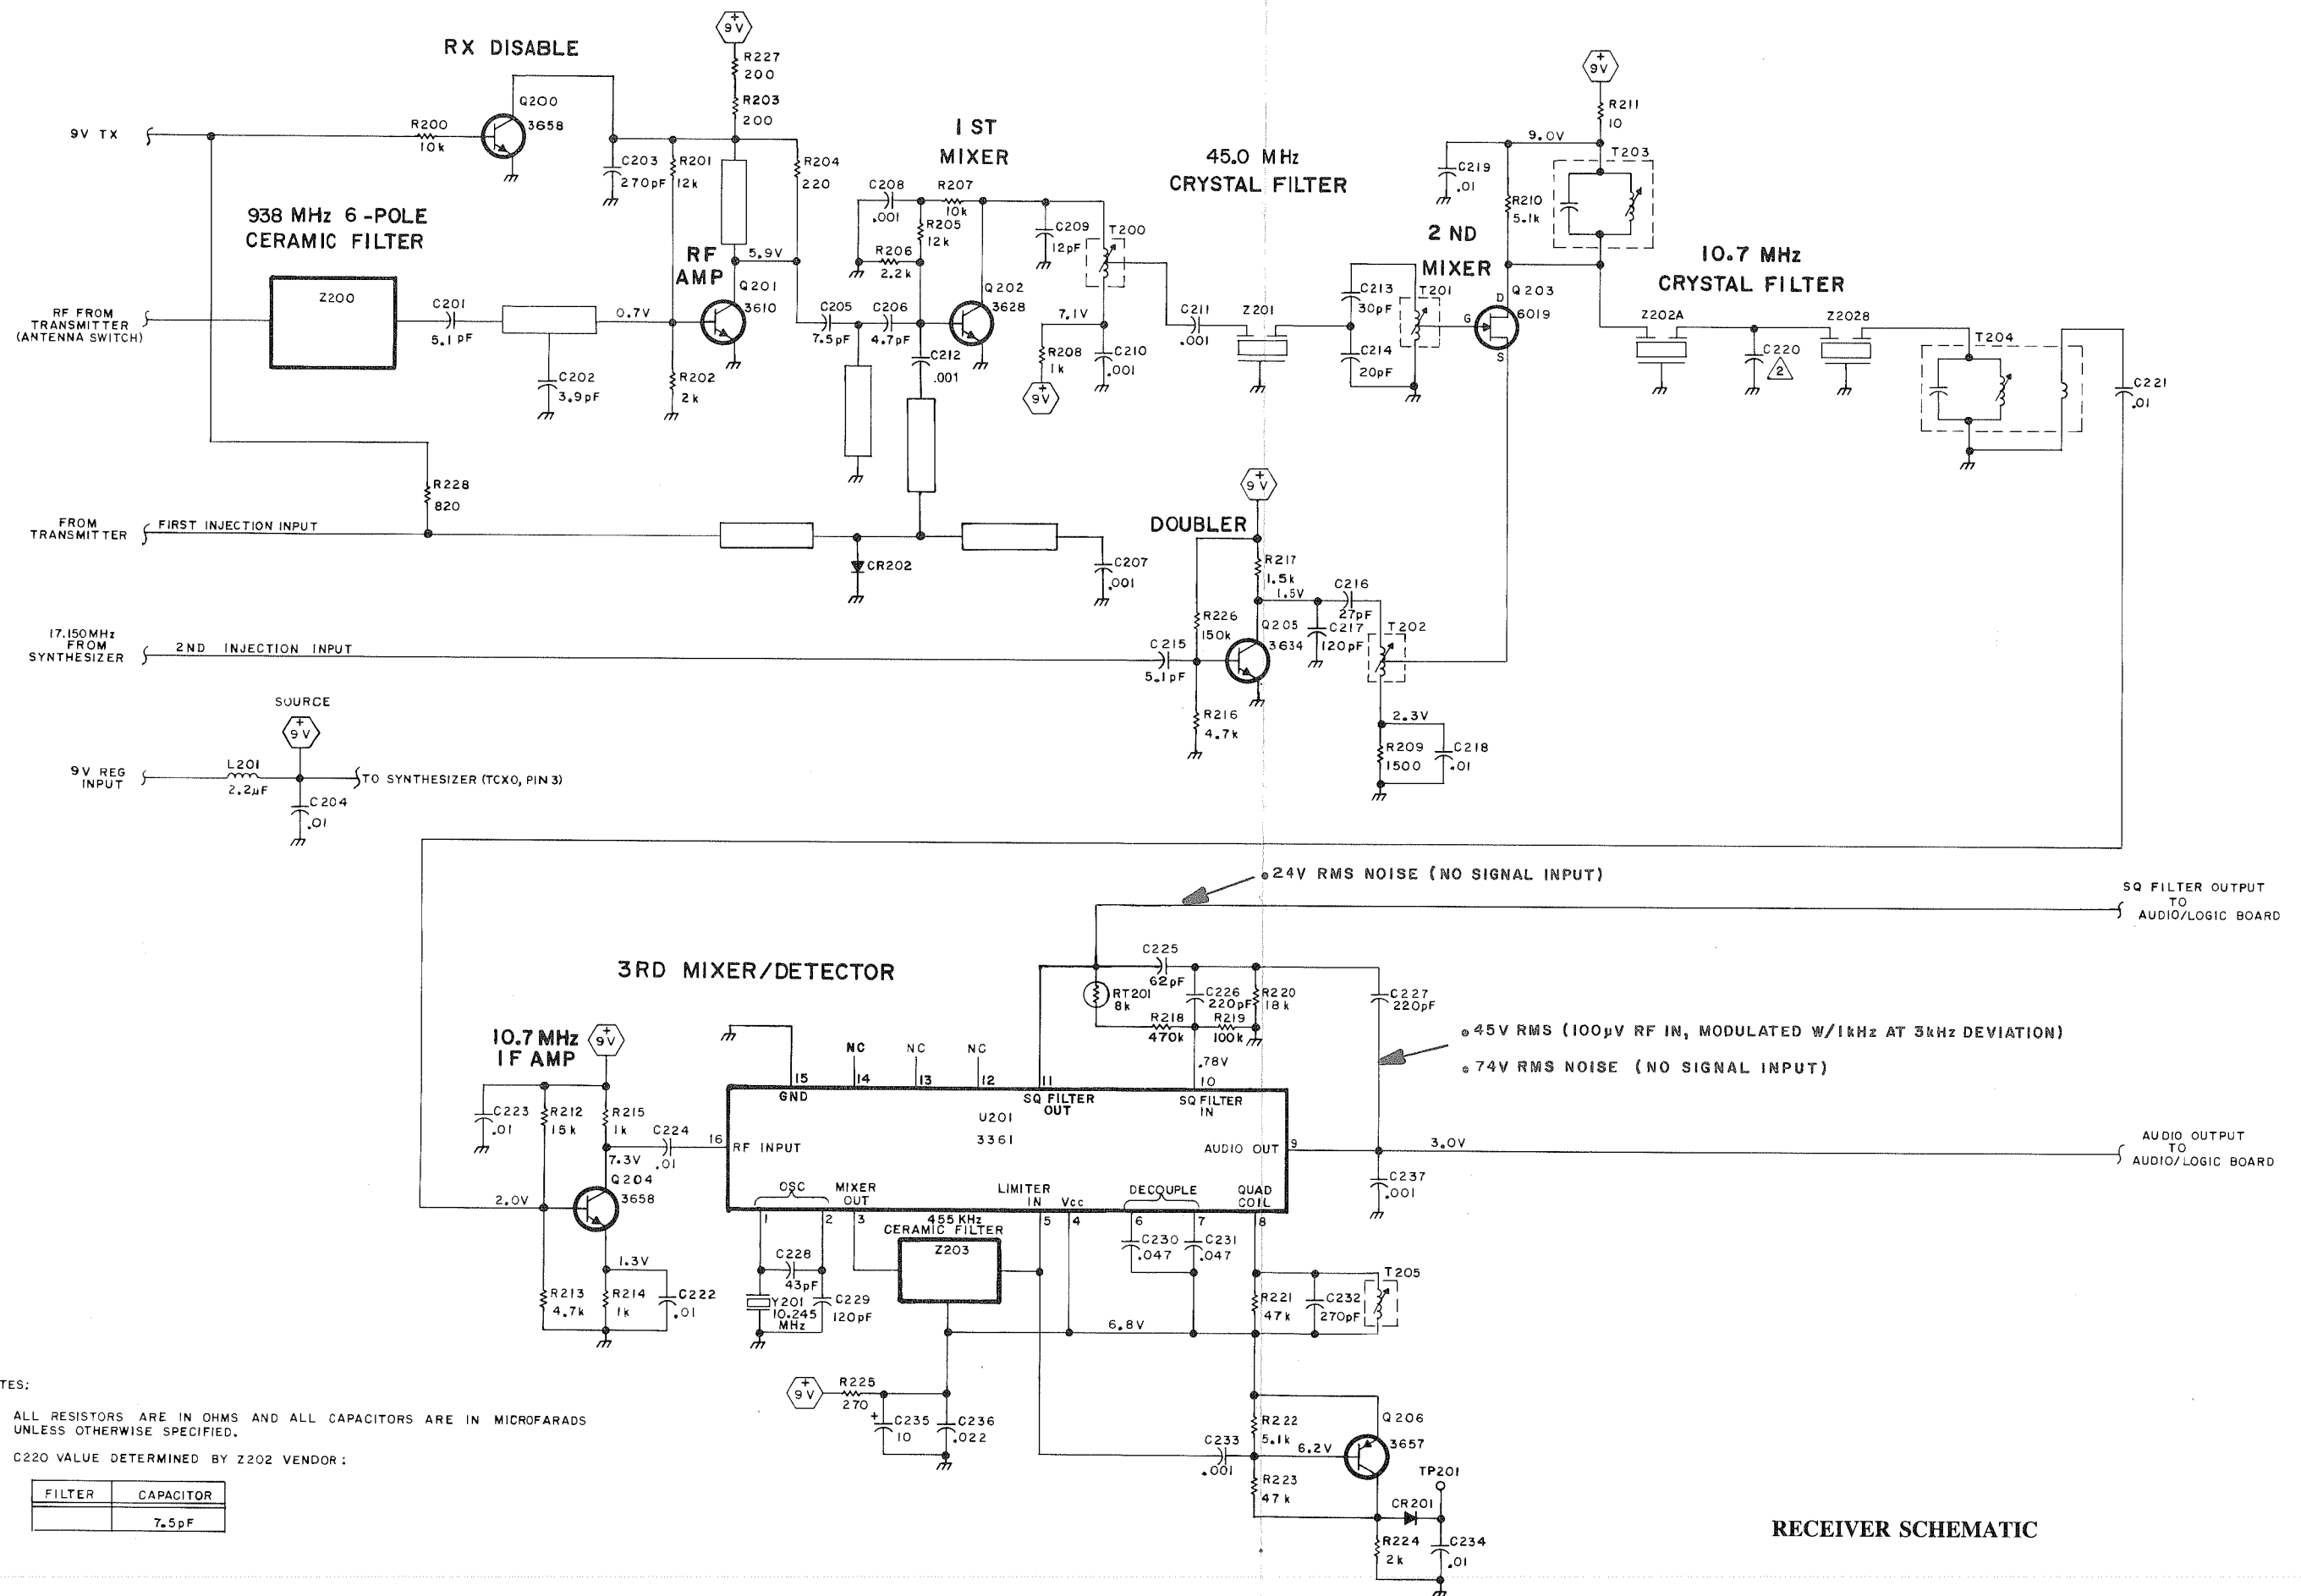 RX DISABLE
+
9V
R227
200
R203
200
Q200
3658
9V TX
R200
10k
C203
270pF
R201
12k
R204
220
1 ST
MIXER
C208
.001
R207
10k
R205
12k
R206
2.2k
C209
12pF
T200
45.0 MHz
CRYSTAL FILTER
+
9V
R211
10
9.0V
C219
.01
T203
R210
5.1k
2 ND
MIXER
10.7 MHz
CRYSTAL FILTER
938 MHz 6-POLE
CERAMIC FILTER
Z200
RF FROM
TRANSMITTER
(ANTENNA SWITCH)
C201
5.1 pF
C202
3.9pF
0.7V
RF
AMP
5.9V
Q201
3610
R202
2k
C205
7.5pF
C206
4.7pF
Q202
3628
C212
.001
7.1V
R208
1k
+
9V
C210
.001
C211
.001
Z201
C213
30pF
C214
20pF
T201
D
G
S
Q203
6019
Z202A
C220
2
Z202B
T204
C221
.01
R228
820
FROM
TRANSMITTER
FIRST INJECTION INPUT
CR202
C207
.001
DOUBLER
+
9V
R217
1.5k
1.5V
C216
27pF
C217
120pF
R226
150k
Q205
3634
T202
C215
5.1pF
R216
4.7k
2.3V
R209
1500
C218
.01
17.150MHz
FROM
SYNTHESIZER
2ND INJECTION INPUT
SOURCE
+
9V
9V REG
INPUT
L201
2.2µF
TO SYNTHESIZER (TCXO, PIN 3)
C204
.01
.24V RMS NOISE (NO SIGNAL INPUT)
SQ FILTER OUTPUT
TO
AUDIO/LOGIC BOARD
3RD MIXER/DETECTOR
C225
62pF
RT201
8k
C226
220pF
R220
18k
R218
470k
R219
100k
C227
220pF
.45V RMS (100µV RF IN, MODULATED W/1kHz AT 3kHz DEVIATION)
.74V RMS NOISE (NO SIGNAL INPUT)
.78V
10.7 MHz
IF AMP
+
9V
NC
NC
NC
15
14
13
12
11
10
GND
SQ FILTER
OUT
SQ FILTER
IN
U201
3361
C223
.01
R212
15k
R215
1k
C224
.01
16
RF INPUT
AUDIO OUT
9
3.0V
AUDIO OUTPUT
TO
AUDIO/LOGIC BOARD
7.3V
Q204
3658
2.0V
OSC
MIXER
OUT
LIMITER
IN
Vcc
DECOUPLE
QUAD
COIL
1
2
3
5
4
6
7
8
C237
.001
455 KHz
CERAMIC FILTER
Z203
C228
43pF
Y201
10.245
MHz
C229
120pF
C230
.047
C231
.047
1.3V
R213
4.7k
R214
1k
C222
.01
T205
R221
47k
C232
270pF
6.8V
+
9V
R225
270
+
C235
10
C236
.022
C233
.001
R222
5.1k
6.2V
Q206
3657
R223
47k
TP201
CR201
R224
2k
C234
.01
TES:
ALL RESISTORS ARE IN OHMS AND ALL CAPACITORS ARE IN MICROFARADS
UNLESS OTHERWISE SPECIFIED.
C220 VALUE DETERMINED BY Z202 VENDOR:
FILTER CAPACITOR
7.5pF
RECEIVER SCHEMATIC